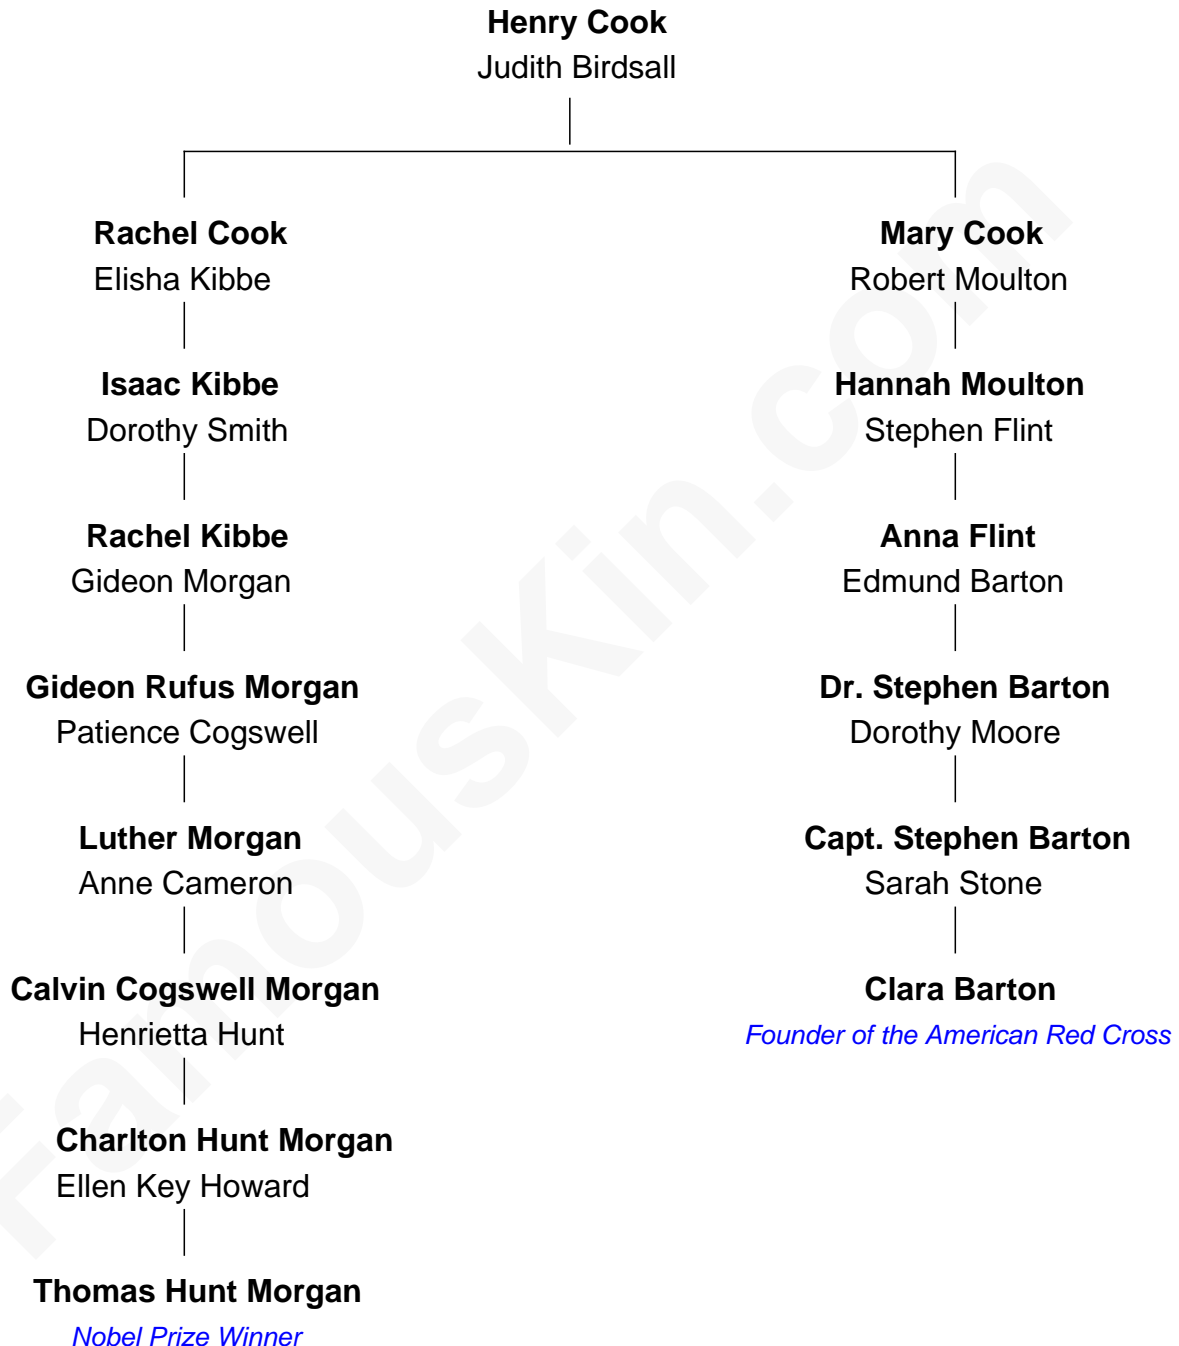 Henry Cook
Judith Birdsall
Rachel Cook
Elisha Kibbe
Mary Cook
Robert Moulton
Isaac Kibbe
Dorothy Smith
Hannah Moulton
Stephen Flint
Rachel Kibbe
Gideon Morgan
Anna Flint
Edmund Barton
Gideon Rufus Morgan
Patience Cogswell
Dr. Stephen Barton
Dorothy Moore
Luther Morgan
Anne Cameron
Capt. Stephen Barton
Sarah Stone
Calvin Cogswell Morgan
Henrietta Hunt
Clara Barton
Founder of the American Red Cross
Charlton Hunt Morgan
Ellen Key Howard
Thomas Hunt Morgan
Nobel Prize Winner
FamousKin.com